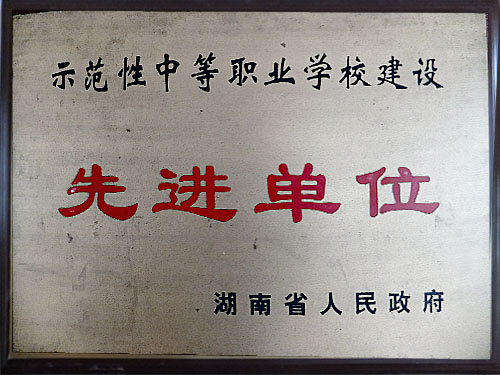 示范性中等职业学校建设
先进单位
湖南省人民政府